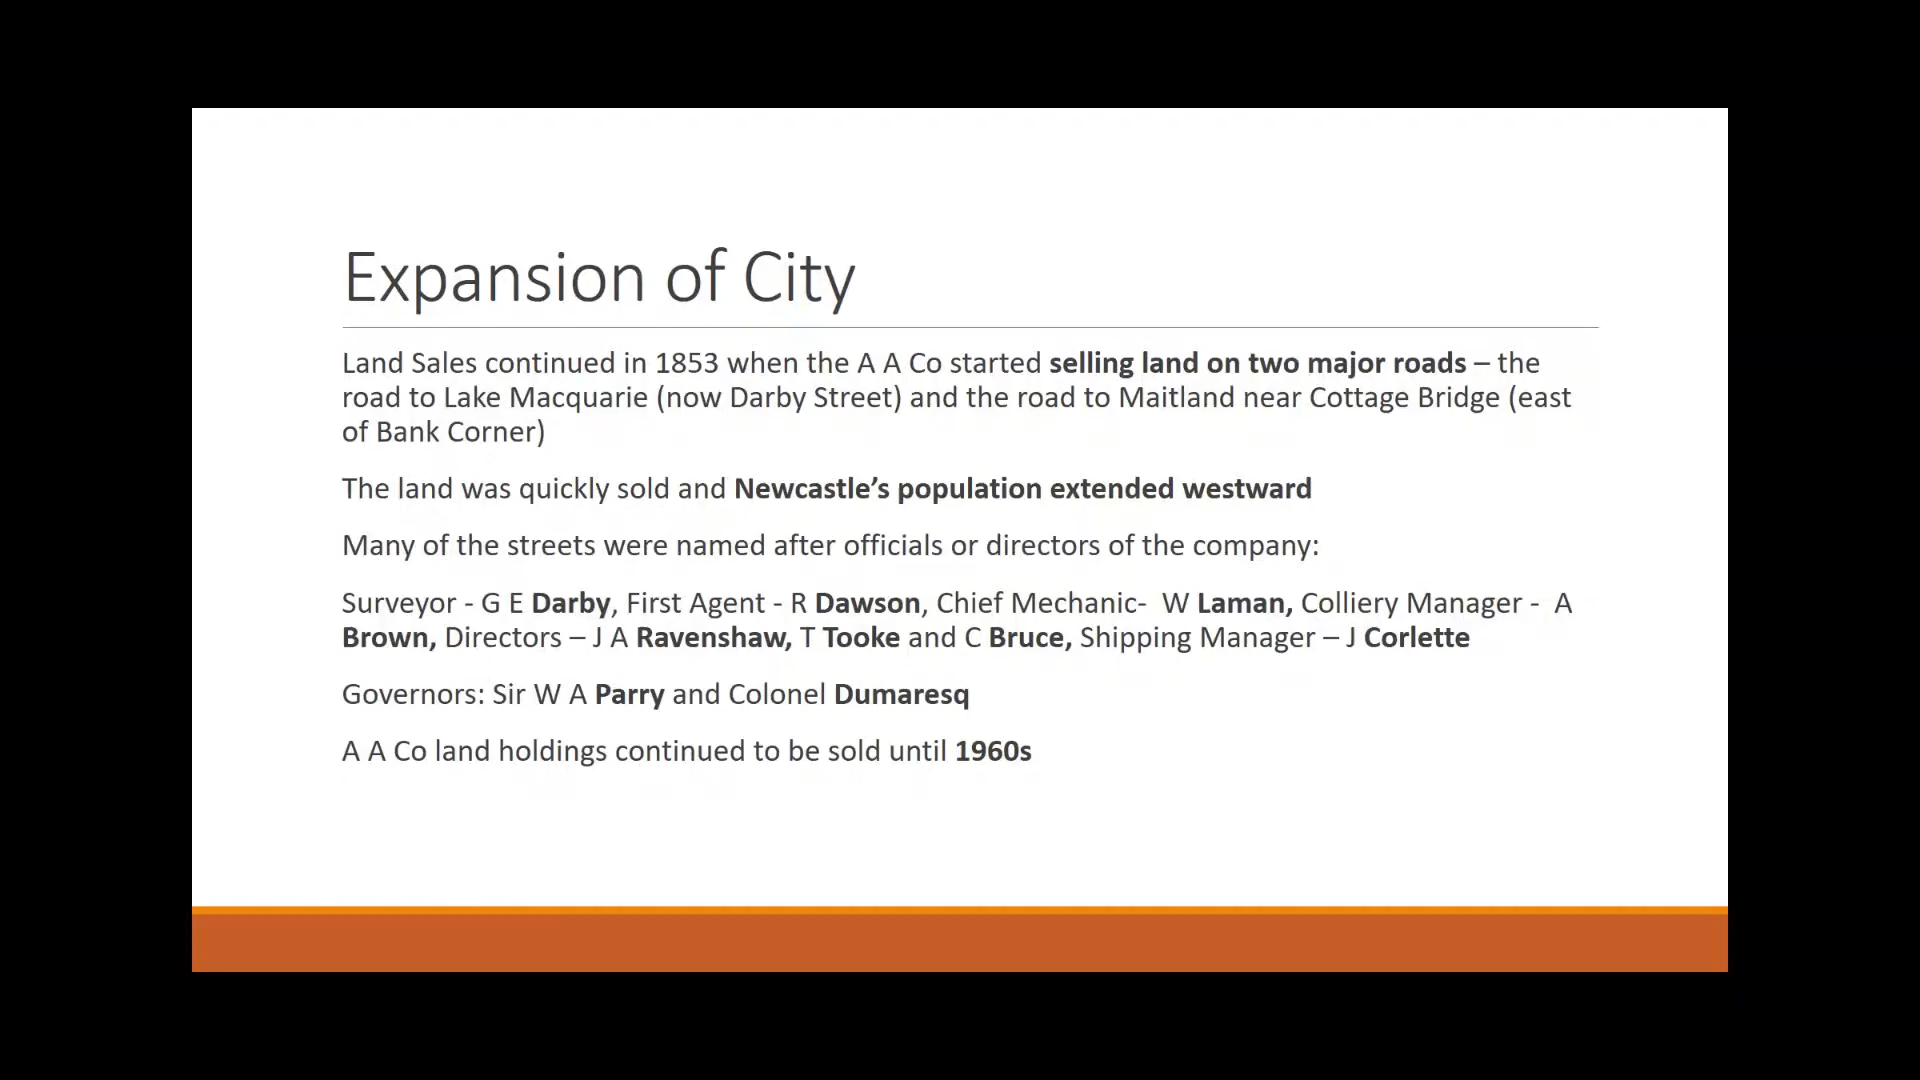 Expansion of City
Land Sales continued in 1853 when the A A Co started selling land on two major roads – the
road to Lake Macquarie (now Darby Street) and the road to Maitland near Cottage Bridge (east
of Bank Corner)
The land was quickly sold and Newcastle’s population extended westward
Many of the streets were named after officials or directors of the company:
Surveyor - G E Darby, First Agent - R Dawson, Chief Mechanic-  W Laman, Colliery Manager -  A
Brown, Directors – J A Ravenshaw, T Tooke and C Bruce, Shipping Manager – J Corlette
Governors: Sir W A Parry and Colonel Dumaresq
A A Co land holdings continued to be sold until 1960s